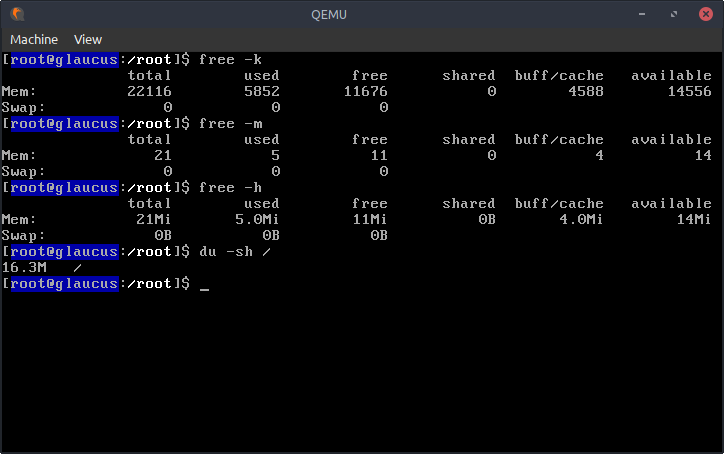 QEMU
Machine View
[root@glaucus:/root]$ free -k
total used free shared buff/cache available
Mem: 22116 5852 11676 0 4588 14556
Swap: 0 0 0
[root@glaucus:/root]$ free -m
total used free shared buff/cache available
Mem: 21 5 11 0 4 14
Swap: 0 0 0
[root@glaucus:/root]$ free -h
total used free shared buff/cache available
Mem: 21Mi 5.0Mi 11Mi 0B 4.0Mi 14Mi
Swap: 0B 0B 0B
[root@glaucus:/root]$ du -sh /
16.3M /
[root@glaucus:/root]$ _